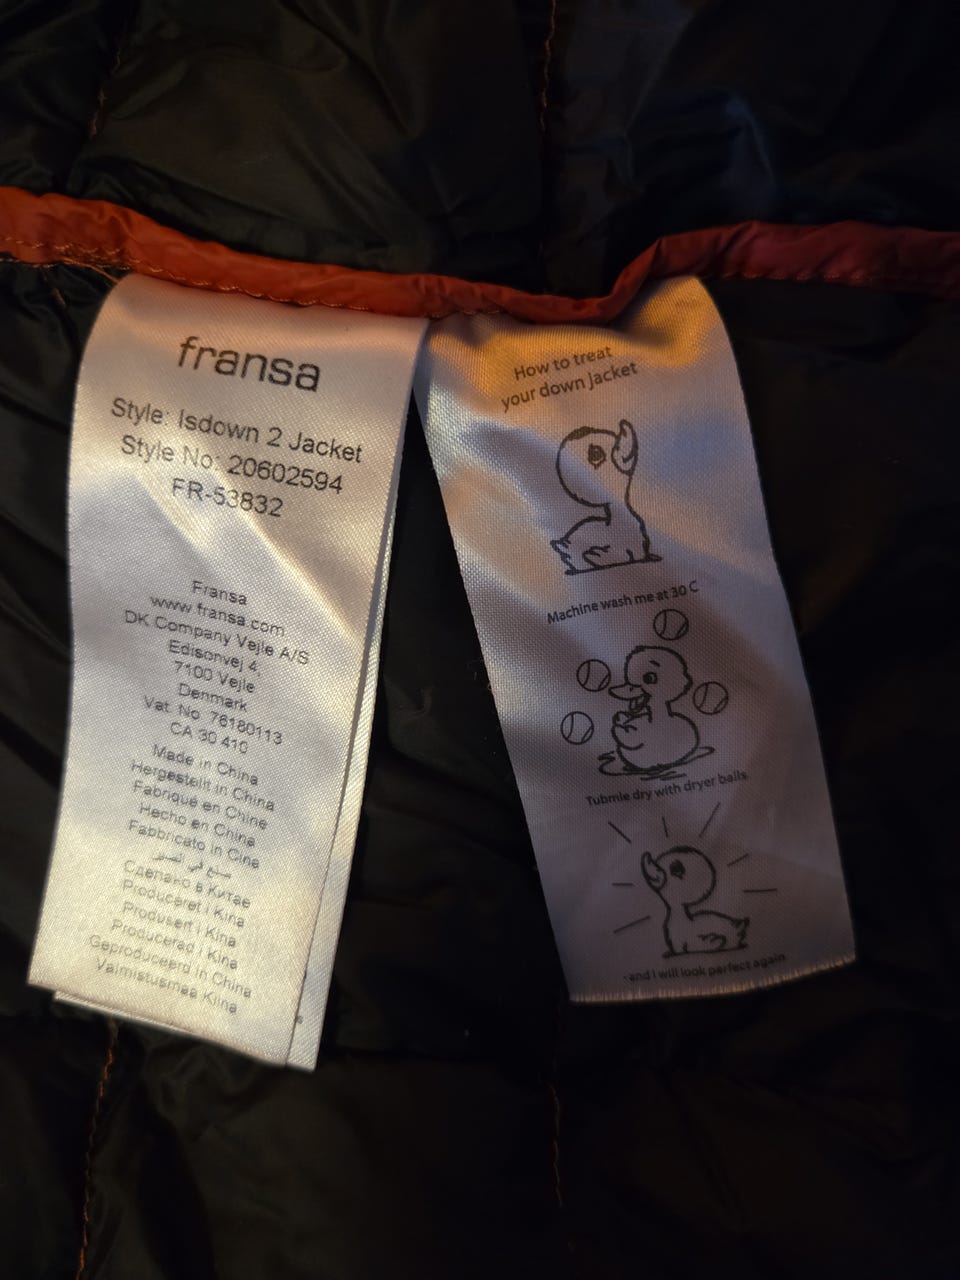 fransa
Style: Isdown 2 Jacket
Style No: 20602594
FR-53832
Fransa
www.fransa.com
DK Company Vejle A/S
Edisonvej 4,
7100 Vejle
Denmark
Vat. No. 76180113
CA 30 410
Made in China
Hergestellt in China
Fabriqué en Chine
Hecho en China
Fabbricato in Cina
صنع في الصين
Сделано в Китае
Produceret i Kina
Produsert i Kina
Producerad i Kina
Geproduceerd in China
Valmistusmaa Kiina
How to treat
your down jacket
Machine wash me at 30 C
Tubmle dry with dryer balls
-and I will look perfect again